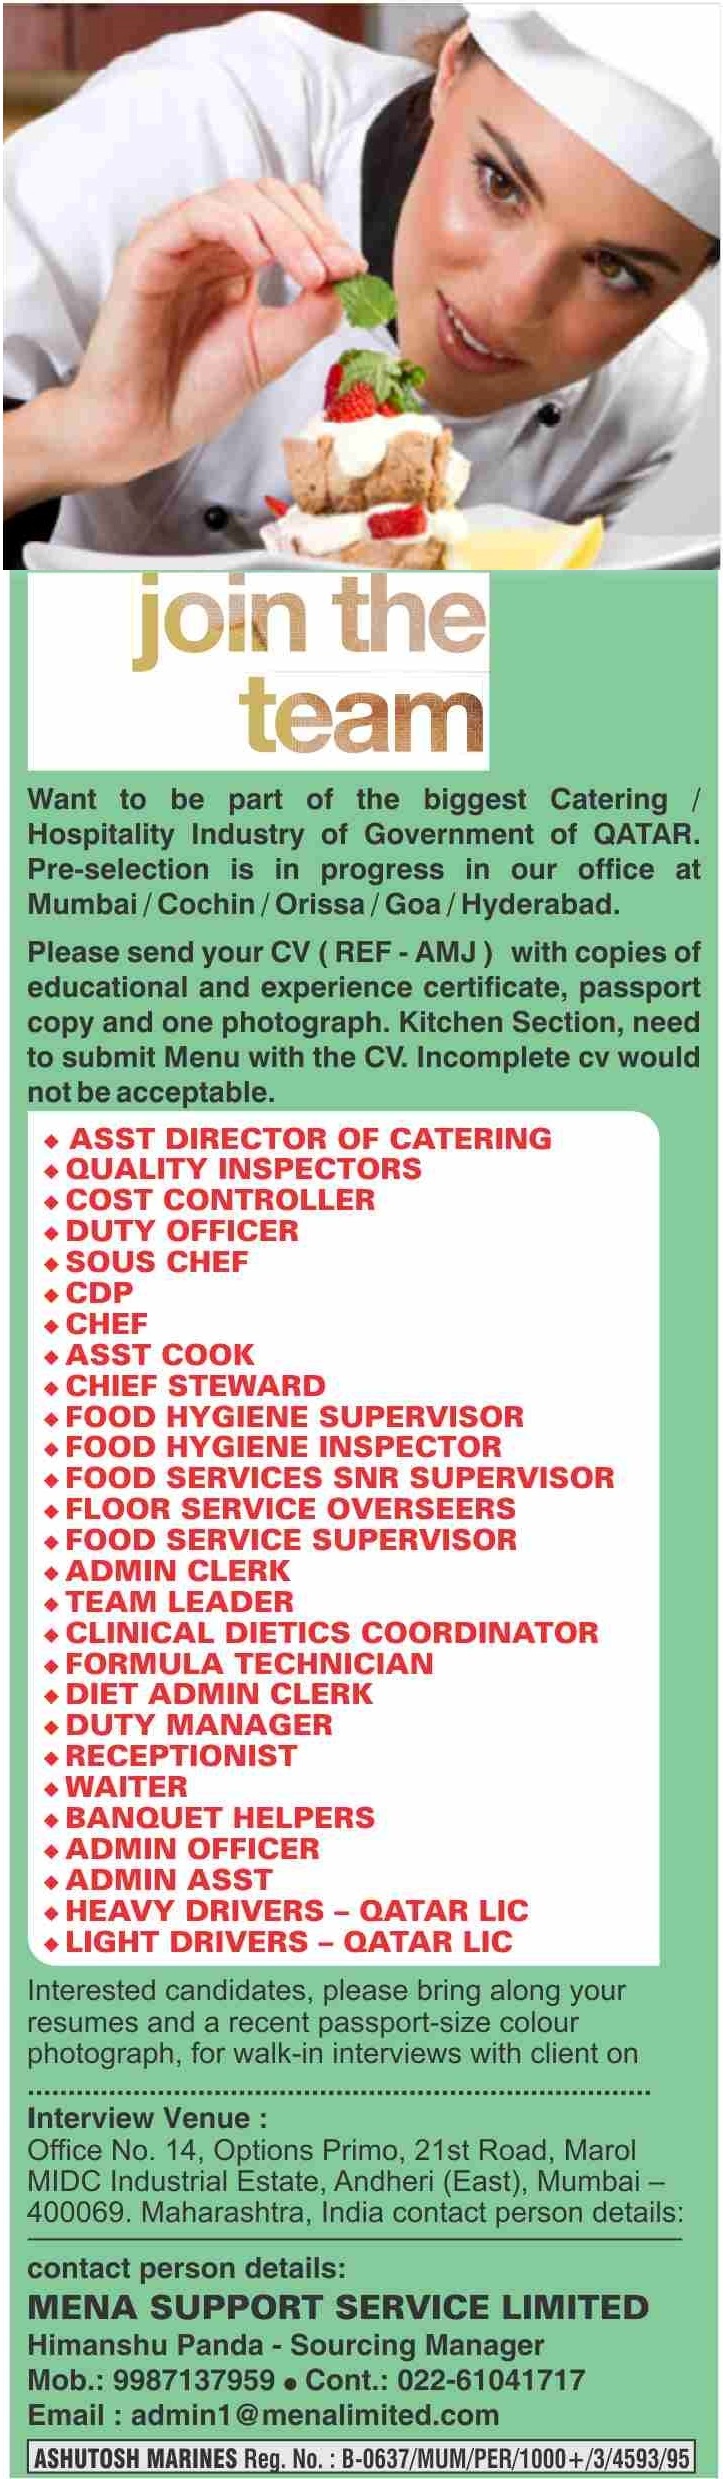 join the
team
Want to be part of the biggest Catering /
Hospitality Industry of Government of QATAR.
Pre-selection is in progress in our office at
Mumbai / Cochin / Orissa / Goa / Hyderabad.
Please send your CV ( REF - AMJ ) with copies of
educational and experience certificate, passport
copy and one photograph. Kitchen Section, need
to submit Menu with the CV. Incomplete cv would
not be acceptable.
◆ ASST DIRECTOR OF CATERING
◆ QUALITY INSPECTORS
◆ COST CONTROLLER
◆ DUTY OFFICER
◆ SOUS CHEF
◆ CDP
◆ CHEF
◆ ASST COOK
◆ CHIEF STEWARD
◆ FOOD HYGIENE SUPERVISOR
◆ FOOD HYGIENE INSPECTOR
◆ FOOD SERVICES SNR SUPERVISOR
◆ FLOOR SERVICE OVERSEERS
◆ FOOD SERVICE SUPERVISOR
◆ ADMIN CLERK
◆ TEAM LEADER
◆ CLINICAL DIETICS COORDINATOR
◆ FORMULA TECHNICIAN
◆ DIET ADMIN CLERK
◆ DUTY MANAGER
◆ RECEPTIONIST
◆ WAITER
◆ BANQUET HELPERS
◆ ADMIN OFFICER
◆ ADMIN ASST
◆ HEAVY DRIVERS – QATAR LIC
◆ LIGHT DRIVERS – QATAR LIC
Interested candidates, please bring along your
resumes and a recent passport-size colour
photograph, for walk-in interviews with client on
............................................................................
Interview Venue :
Office No. 14, Options Primo, 21st Road, Marol
MIDC Industrial Estate, Andheri (East), Mumbai –
400069. Maharashtra, India contact person details:
contact person details:
MENA SUPPORT SERVICE LIMITED
Himanshu Panda - Sourcing Manager
Mob.: 9987137959 ● Cont.: 022-61041717
Email : admin1@menalimited.com
ASHUTOSH MARINES Reg. No. : B-0637/MUM/PER/1000+/3/4593/95